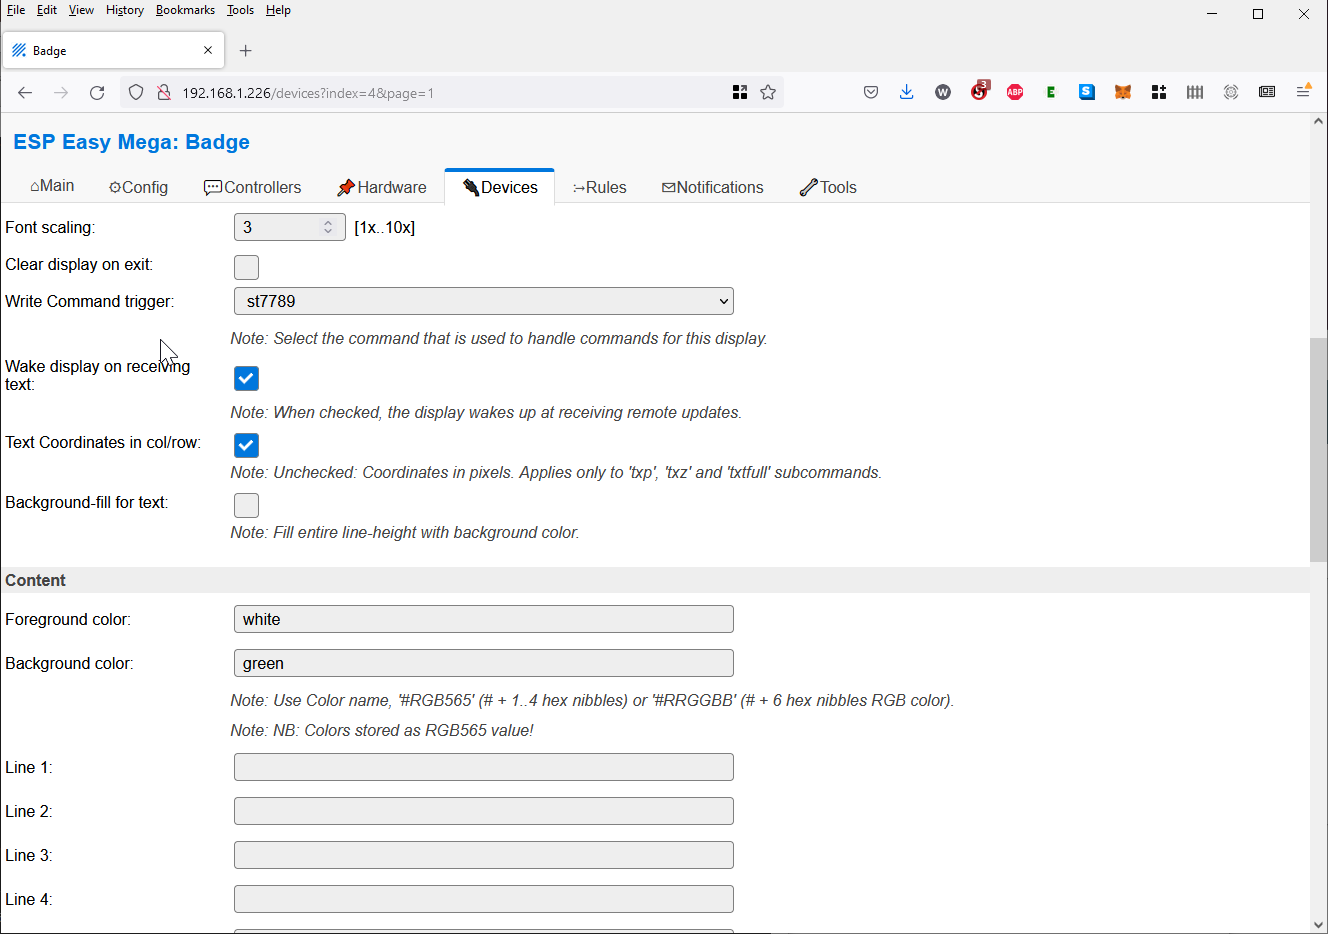 File Edit View History Bookmarks Tools Help
Badge
192.168.1.226/devices?index=4&page=1
W 3 ABP E S
ESP Easy Mega: Badge
Main Config Controllers Hardware Devices Rules Notifications Tools
Font scaling: 3 [1x..10x]
Clear display on exit:
Write Command trigger: st7789
Note: Select the command that is used to handle commands for this display.
Wake display on receiving
text:
Note: When checked, the display wakes up at receiving remote updates.
Text Coordinates in col/row:
Note: Unchecked: Coordinates in pixels. Applies only to 'txp', 'txz' and 'txtfull' subcommands.
Background-fill for text:
Note: Fill entire line-height with background color.
Content
Foreground color: white
Background color: green
Note: Use Color name, '#RGB565' (# + 1..4 hex nibbles) or '#RRGGBB' (# + 6 hex nibbles RGB color).
Note: NB: Colors stored as RGB565 value!
Line 1:
Line 2:
Line 3:
Line 4: